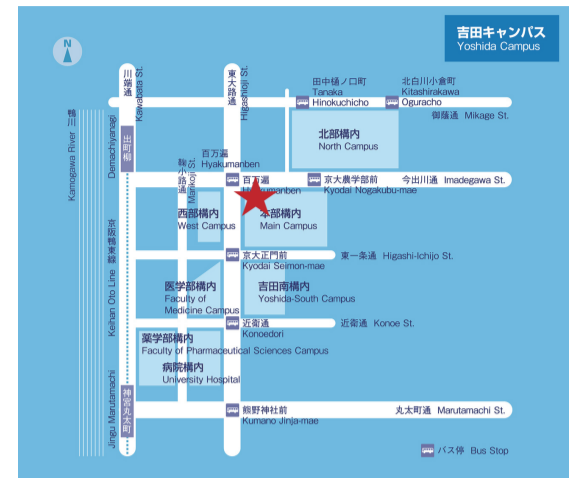 吉田キャンパス
Yoshida Campus
N
川端通
Kawabata St.
東大路通
Higashioji St.
田中樋ノ口町
Tanaka
Hinokuchicho
北白川小倉町
Kitashirakawa
Oguracho
御蔭通 Mikage St.
鴨川
Kamogawa River
出町柳
Demachiyanagi
北部構内
North Campus
百万遍
Hyakumanben
鞠小路通
Marikoji St.
百万遍
京大農学部前
Kyodai Nogakubu-mae
今出川通 Imadegawa St.
西部構内
West Campus
本部構内
Main Campus
京阪鴨東線
Keihan Oto Line
京大正門前
Kyodai Seimon-mae
東一条通 Higashi-Ichijo St.
医学部構内
Faculty of
Medicine Campus
吉田南構内
Yoshida-South Campus
近衛通
Konoedori
近衛通 Konoe St.
薬学部構内
Faculty of Pharmaceutical Sciences Campus
病院構内
University Hospital
神宮丸太町
Jingu Marutamachi
熊野神社前
Kumano Jinja-mae
丸太町通 Marutamachi St.
バス停 Bus Stop